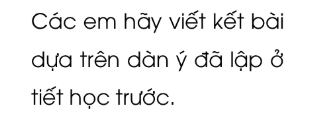 Các em hãy viết kết bài
dựa trên dàn ý đã lập ở
tiết học trước.